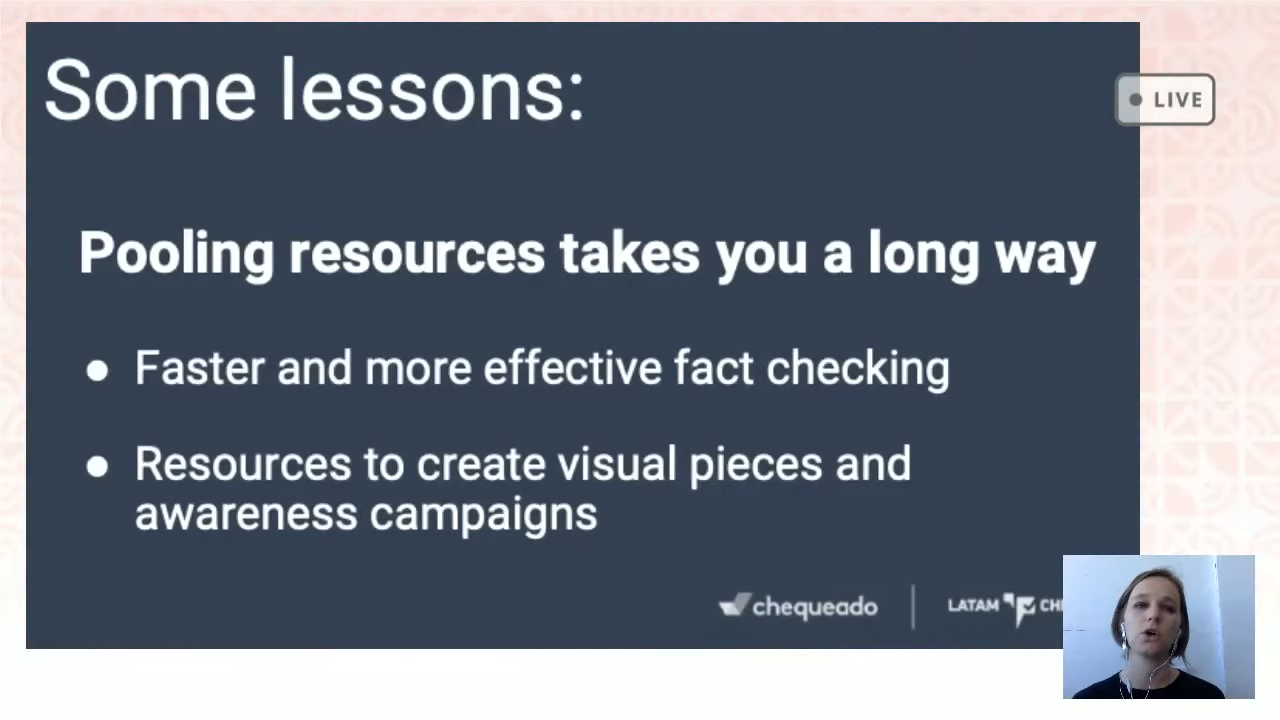 Some lessons:
LIVE
Pooling resources takes you a long way
● Faster and more effective fact checking
● Resources to create visual pieces and
awareness campaigns
chequeado
LATAM